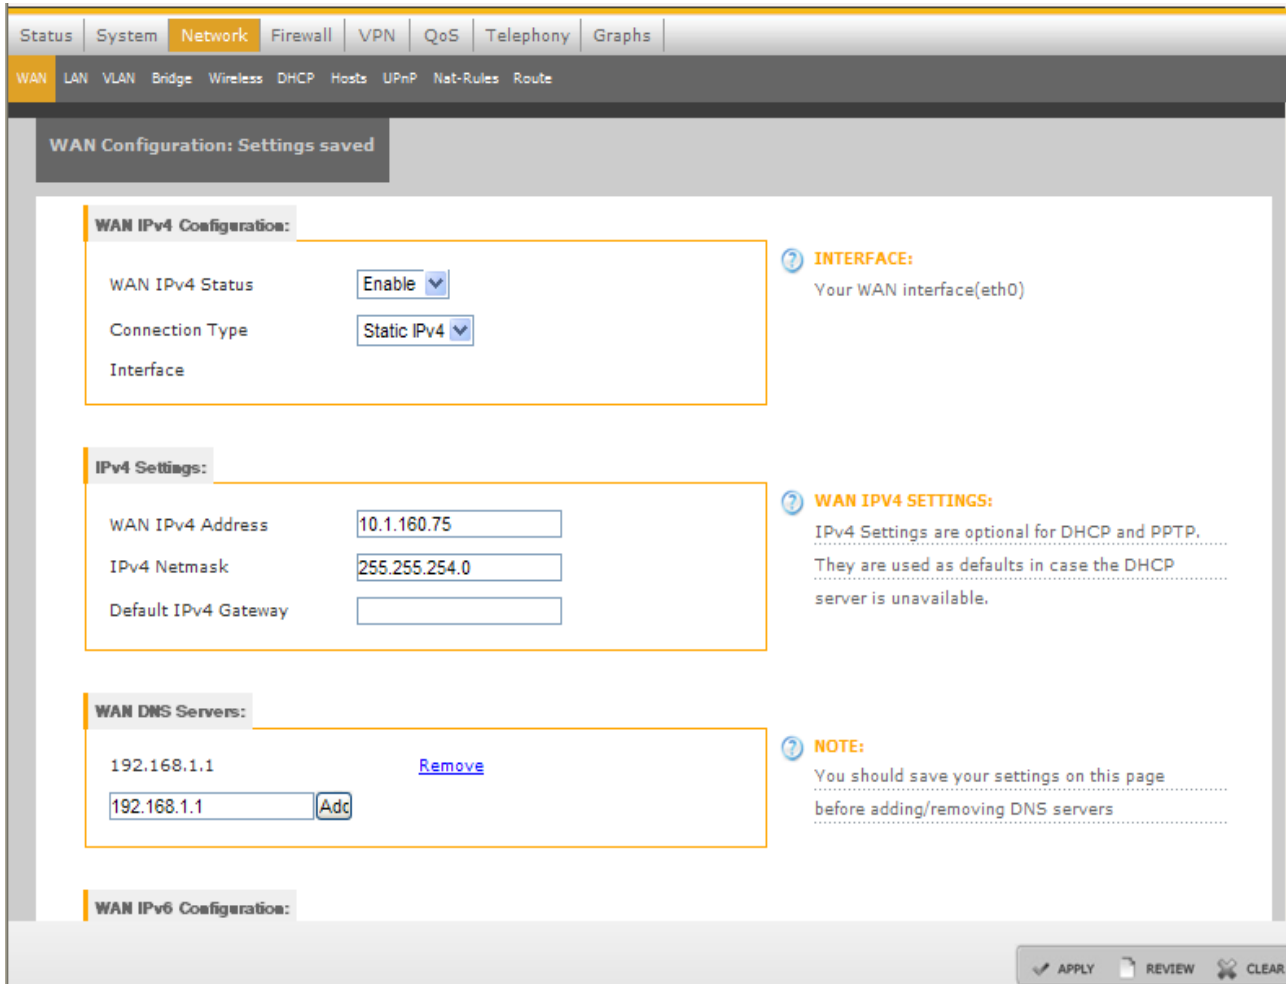 Status System Network Firewall VPN QoS Telephony Graphs
WAN LAN VLAN Bridge Wireless DHCP Hosts UPnP Nat-Rules Route
WAN Configuration: Settings saved
WAN IPv4 Configuration:
WAN IPv4 Status Enable
Connection Type Static IPv4
Interface
INTERFACE:
Your WAN interface(eth0)
IPv4 Settings:
WAN IPv4 Address 10.1.160.75
IPv4 Netmask 255.255.254.0
Default IPv4 Gateway
WAN IPV4 SETTINGS:
IPv4 Settings are optional for DHCP and PPTP.
They are used as defaults in case the DHCP
server is unavailable.
WAN DNS Servers:
192.168.1.1 Remove
192.168.1.1 Add
NOTE:
You should save your settings on this page
before adding/removing DNS servers
WAN IPv6 Configuration:
APPLY REVIEW CLEAR